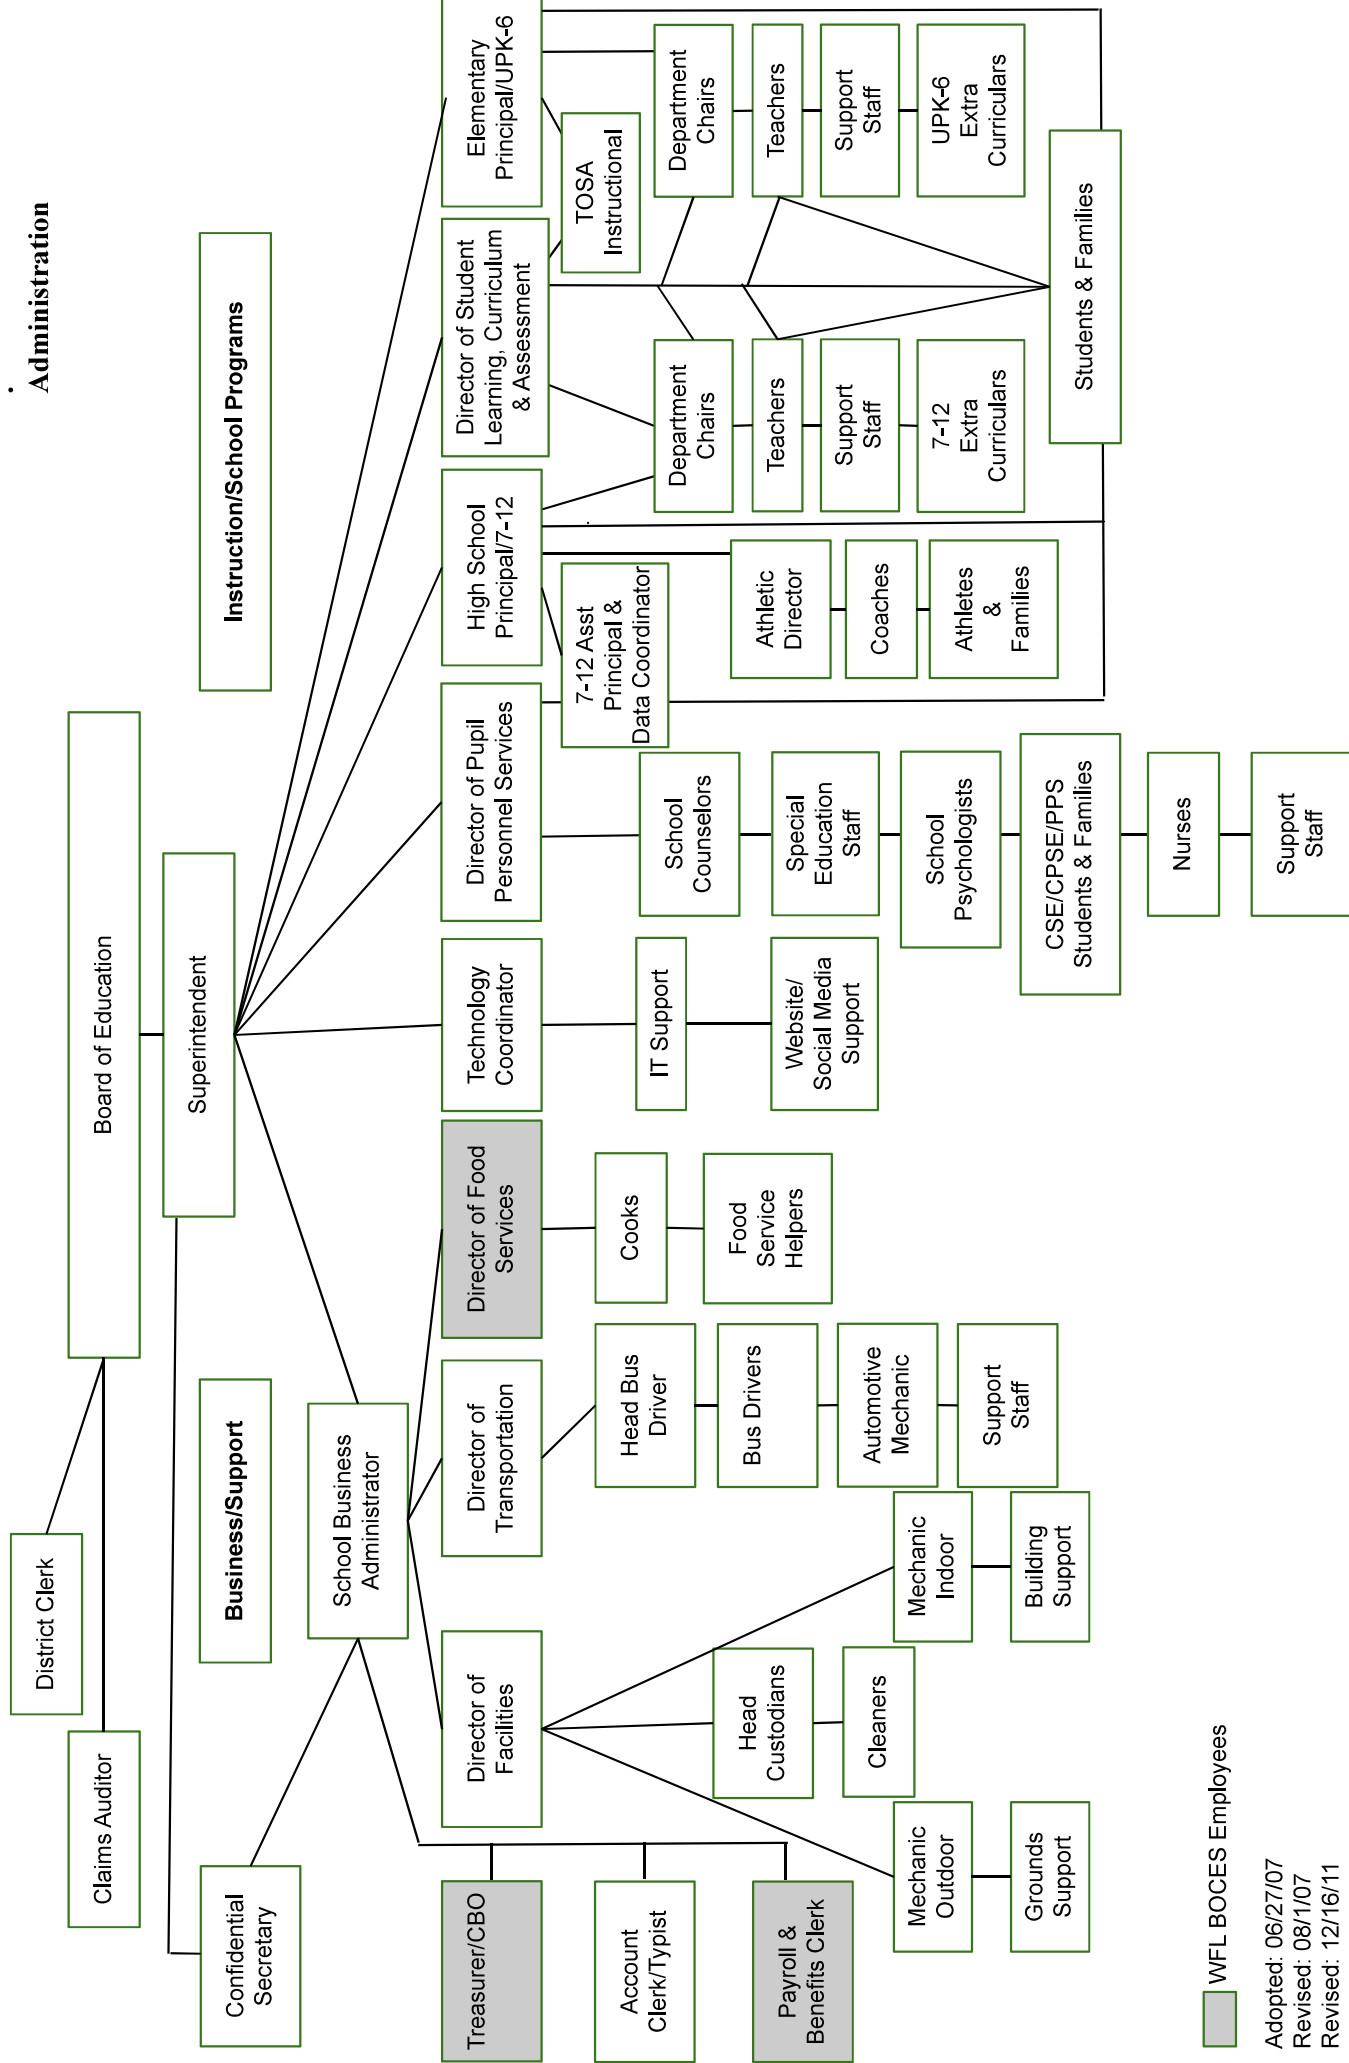 .
Administration
District Clerk
Claims Auditor
Board of Education
Confidential
Secretary
Superintendent
Business/Support
Instruction/School Programs
School Business
Administrator
Treasurer/CBO
Director of
Facilities
Director of
Transportation
Director of Food
Services
Technology
Coordinator
Director of Pupil
Personnel Services
High School
Principal/7-12
Director of Student
Learning, Curriculum
& Assessment
Elementary
Principal/UPK-6
Account
Clerk/Typist
Payroll &
Benefits Clerk
Head
Custodians
Cleaners
Mechanic
Outdoor
Grounds
Support
Mechanic
Indoor
Building
Support
Head Bus
Driver
Bus Drivers
Automotive
Mechanic
Support
Staff
Cooks
Food
Service
Helpers
IT Support
Website/
Social Media
Support
School
Counselors
Special
Education
Staff
School
Psychologists
CSE/CPSE/PPS
Students & Families
Nurses
Support
Staff
7-12 Asst
Principal &
Data Coordinator
Athletic
Director
Coaches
Athletes
&
Families
Department
Chairs
Teachers
Support
Staff
7-12
Extra
Curriculars
TOSA
Instructional
Department
Chairs
Teachers
Support
Staff
UPK-6
Extra
Curriculars
Students & Families
WFL BOCES Employees
Adopted: 06/27/07
Revised: 08/1/07
Revised: 12/16/11